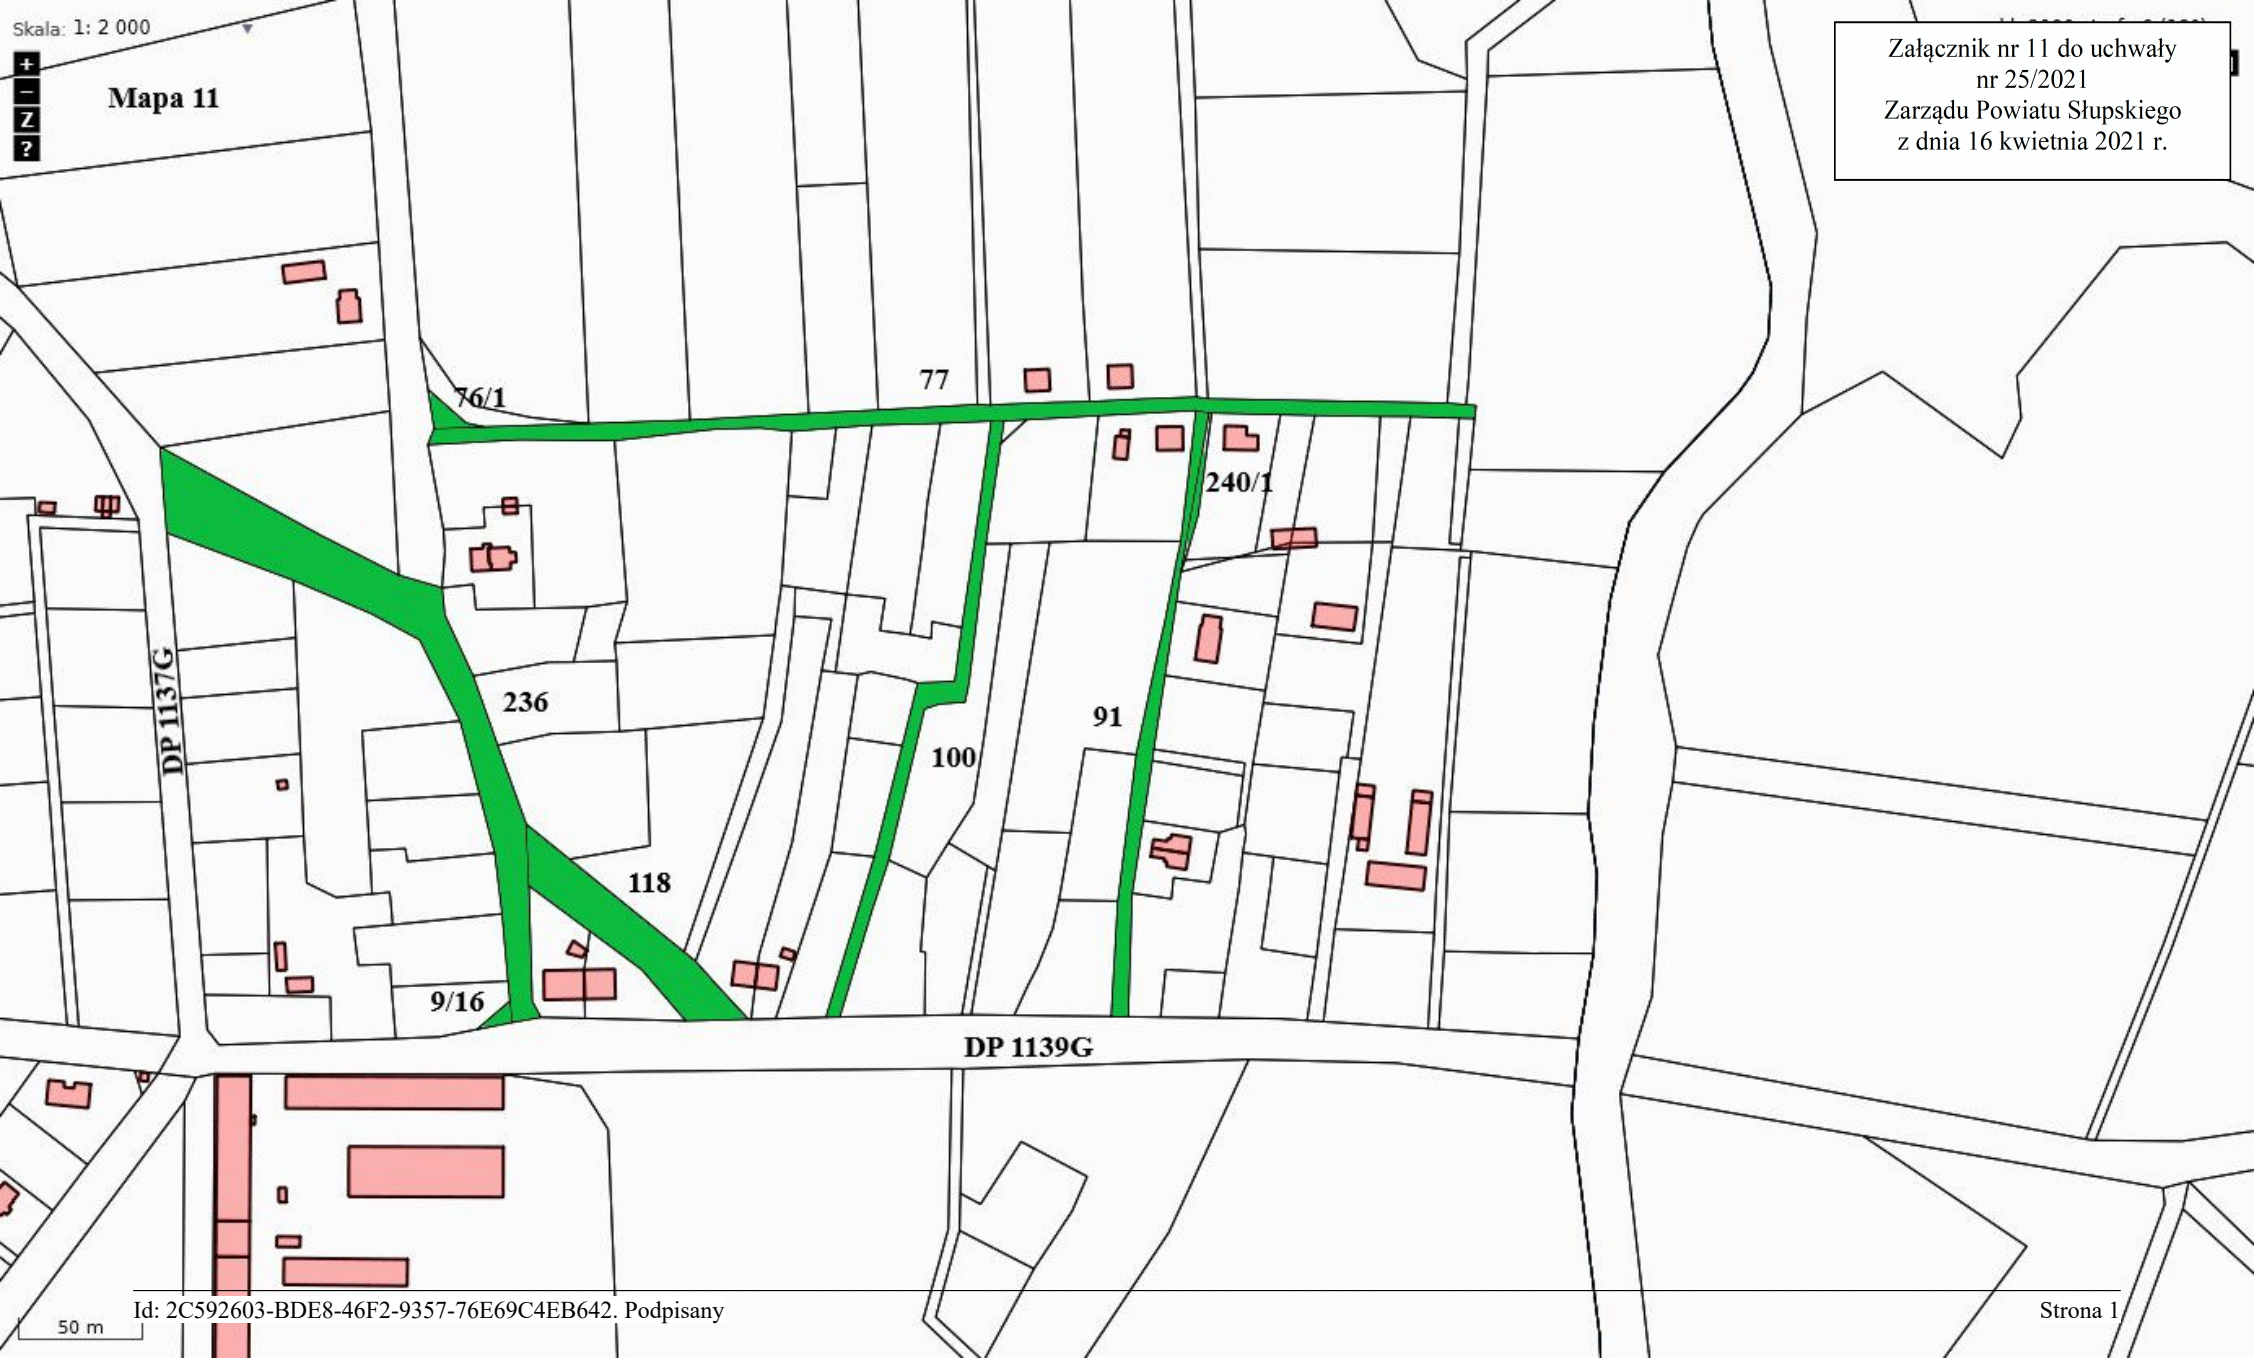 Skala: 1: 2 000
+
−
Z
?
Mapa 11
Załącznik nr 11 do uchwały
nr 25/2021
Zarządu Powiatu Słupskiego
z dnia 16 kwietnia 2021 r.
77
76/1
240/1
DP 1137G
236
91
100
118
9/16
DP 1139G
50 m
Id: 2C592603-BDE8-46F2-9357-76E69C4EB642. Podpisany
Strona 1